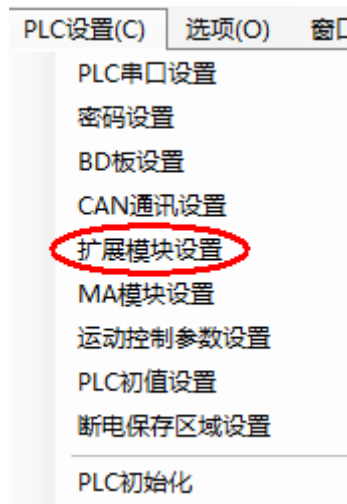 PLC设置(C) 选项(O) 窗口
PLC串口设置
密码设置
BD板设置
CAN通讯设置
扩展模块设置
MA模块设置
运动控制参数设置
PLC初值设置
断电保存区域设置
PLC初始化